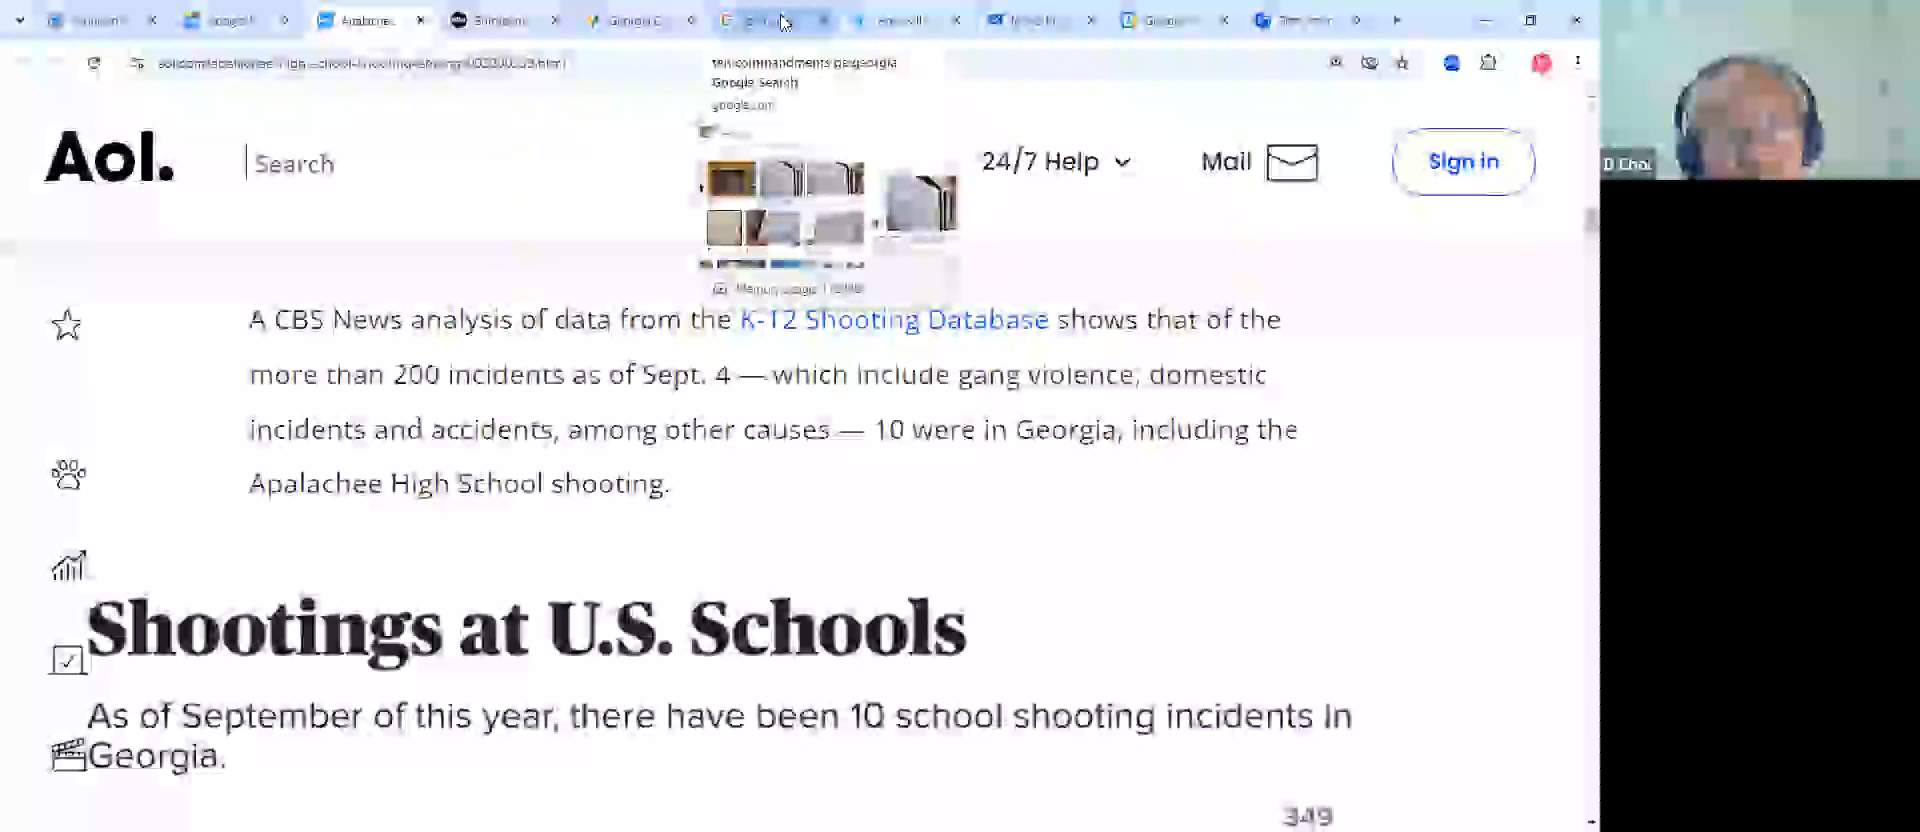 Apalachee
ten commandments ga georgia
Google Search
google.com
Aol.
Search
24/7 Help
Mail
Sign in
D Choi
A CBS News analysis of data from the K-12 Shooting Database shows that of the
more than 200 incidents as of Sept. 4 — which include gang violence, domestic
incidents and accidents, among other causes — 10 were in Georgia, including the
Apalachee High School shooting.
Shootings at U.S. Schools
As of September of this year, there have been 10 school shooting incidents in
Georgia.
349